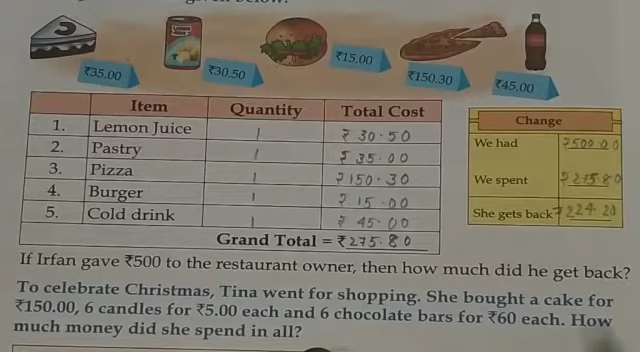 ₹35.00
₹30.50
₹15.00
₹150.30
₹45.00
Item Quantity Total Cost
1. Lemon Juice 1 ₹ 30.50
2. Pastry 1 ₹ 35.00
3. Pizza 1 ₹150.30
4. Burger 1 ₹ 15.00
5. Cold drink 1 ₹ 45.00
Grand Total = ₹275.80
Change
We had ₹500.00
We spent ₹275.80
She gets back ₹224.20
If Irfan gave ₹500 to the restaurant owner, then how much did he get back?
To celebrate Christmas, Tina went for shopping. She bought a cake for
₹150.00, 6 candles for ₹5.00 each and 6 chocolate bars for ₹60 each. How
much money did she spend in all?